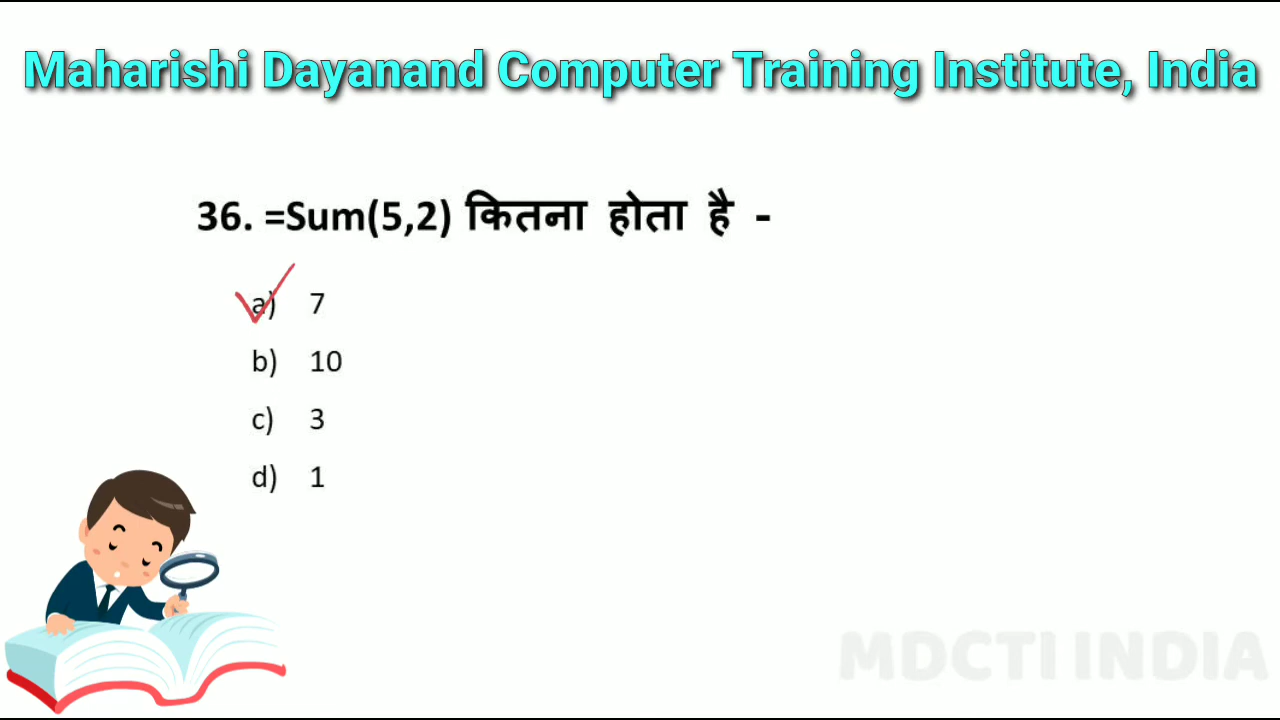 Maharishi Dayanand Computer Training Institute, India
36. =Sum(5,2) कितना होता है -
a) 7
b) 10
c) 3
d) 1
MDCTI INDIA